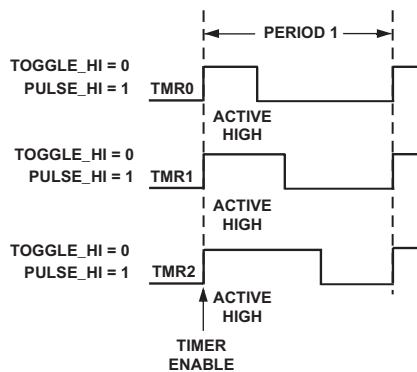 PERIOD 1
TOGGLE_HI = 0
PULSE_HI = 1 TMR0
ACTIVE
HIGH
TOGGLE_HI = 0
PULSE_HI = 1 TMR1
ACTIVE
HIGH
TOGGLE_HI = 0
PULSE_HI = 1 TMR2
ACTIVE
HIGH
TIMER
ENABLE